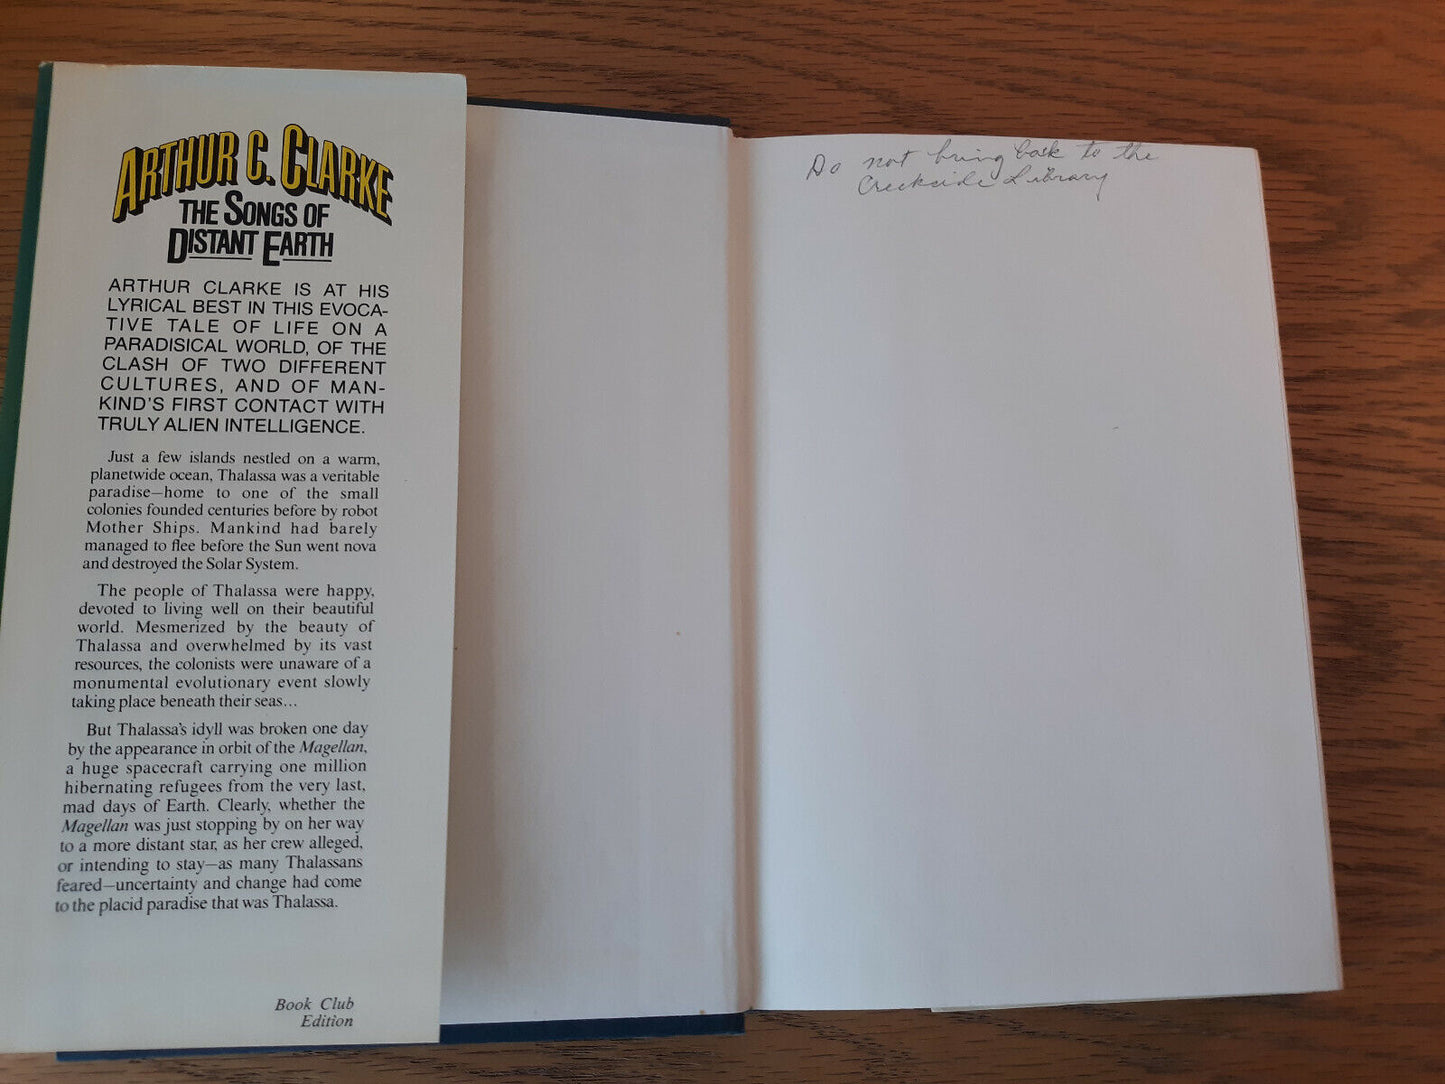 ARTHUR C. CLARKE
THE SONGS OF
DISTANT EARTH
ARTHUR CLARKE IS AT HIS
LYRICAL BEST IN THIS EVOCA-
TIVE TALE OF LIFE ON A
PARADISICAL WORLD, OF THE
CLASH OF TWO DIFFERENT
CULTURES, AND OF MAN-
KIND'S FIRST CONTACT WITH
TRULY ALIEN INTELLIGENCE.
Just a few islands nestled on a warm,
planetwide ocean, Thalassa was a veritable
paradise—home to one of the small
colonies founded centuries before by robot
Mother Ships. Mankind had barely
managed to flee before the Sun went nova
and destroyed the Solar System.
The people of Thalassa were happy,
devoted to living well on their beautiful
world. Mesmerized by the beauty of
Thalassa and overwhelmed by its vast
resources, the colonists were unaware of a
monumental evolutionary event slowly
taking place beneath their seas...
But Thalassa's idyll was broken one day
by the appearance in orbit of the Magellan,
a huge spacecraft carrying one million
hibernating refugees from the very last,
mad days of Earth. Clearly, whether the
Magellan was just stopping by on her way
to a more distant star, as her crew alleged,
or intending to stay—as many Thalassans
feared—uncertainty and change had come
to the placid paradise that was Thalassa.
Book Club
Edition
Do not bring back to the
Creekside Library